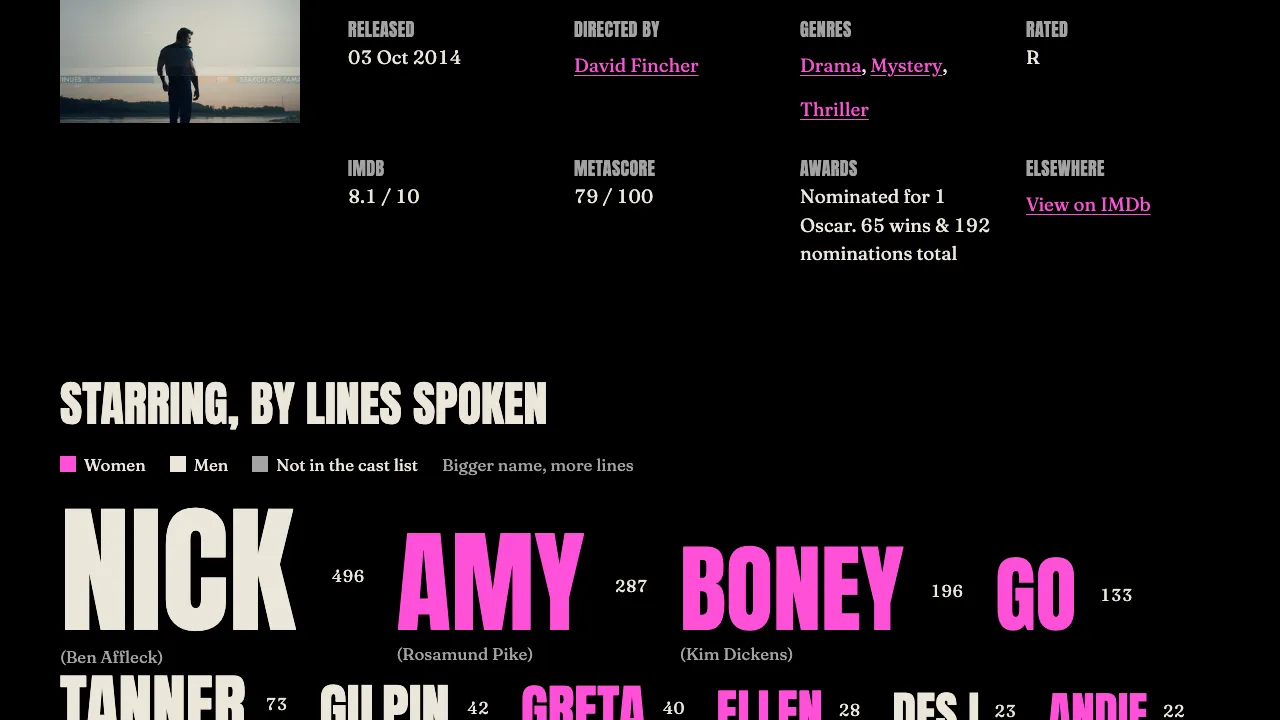 RELEASED
03 Oct 2014
DIRECTED BY
David Fincher
GENRES
Drama, Mystery,
Thriller
RATED
R
IMDB
8.1 / 10
METASCORE
79 / 100
AWARDS
Nominated for 1
Oscar. 65 wins & 192
nominations total
ELSEWHERE
View on IMDb
STARRING, BY LINES SPOKEN
Women Men Not in the cast list Bigger name, more lines
NICK 496 AMY 287 BONEY 196 GO 133
(Ben Affleck) (Rosamund Pike) (Kim Dickens)
TANNER 73 GILPIN 42 GRETA 40 ELLEN 28 DES 23 ANDIE 22